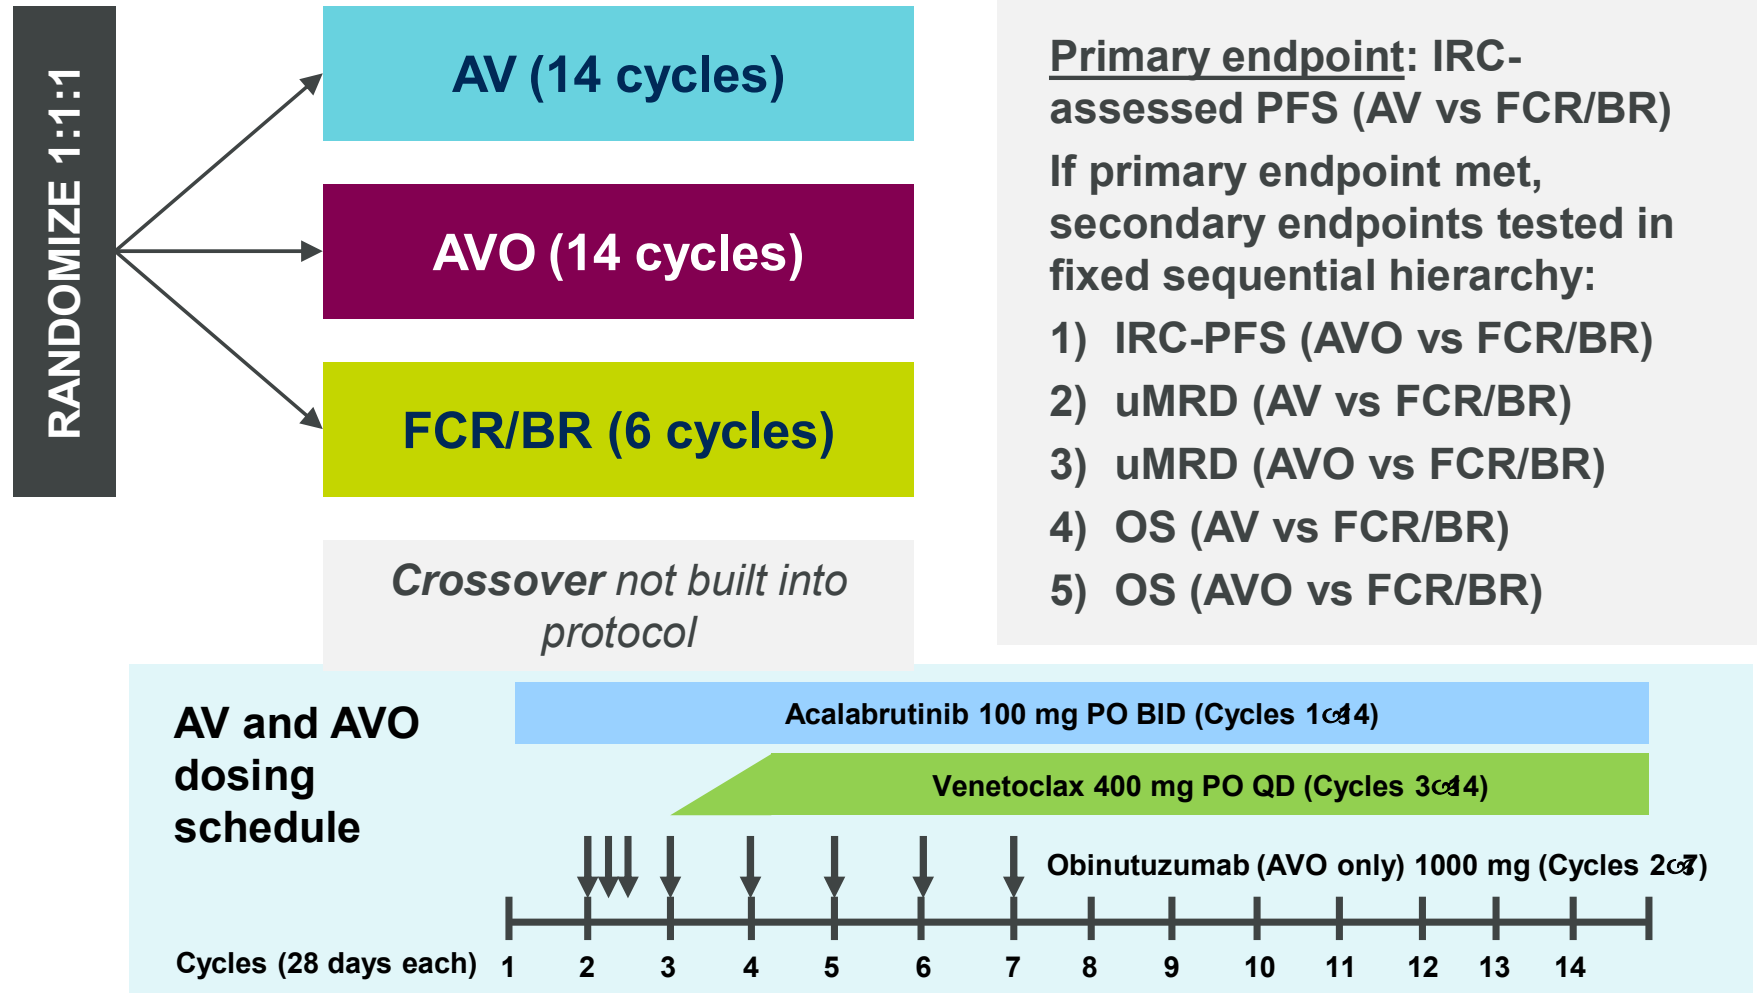 RANDOMIZE 1:1:1
AV (14 cycles)
AVO (14 cycles)
FCR/BR (6 cycles)
Crossover not built into
protocol
Primary endpoint: IRC-
assessed PFS (AV vs FCR/BR)
If primary endpoint met,
secondary endpoints tested in
fixed sequential hierarchy:
1) IRC-PFS (AVO vs FCR/BR)
2) uMRD (AV vs FCR/BR)
3) uMRD (AVO vs FCR/BR)
4) OS (AV vs FCR/BR)
5) OS (AVO vs FCR/BR)
AV and AVO
dosing
schedule
Acalabrutinib 100 mg PO BID (Cycles 14)
Venetoclax 400 mg PO QD (Cycles 34)
Obinutuzumab (AVO only) 1000 mg (Cycles 2)
Cycles (28 days each) 1 2 3 4 5 6 7 8 9 10 11 12 13 14